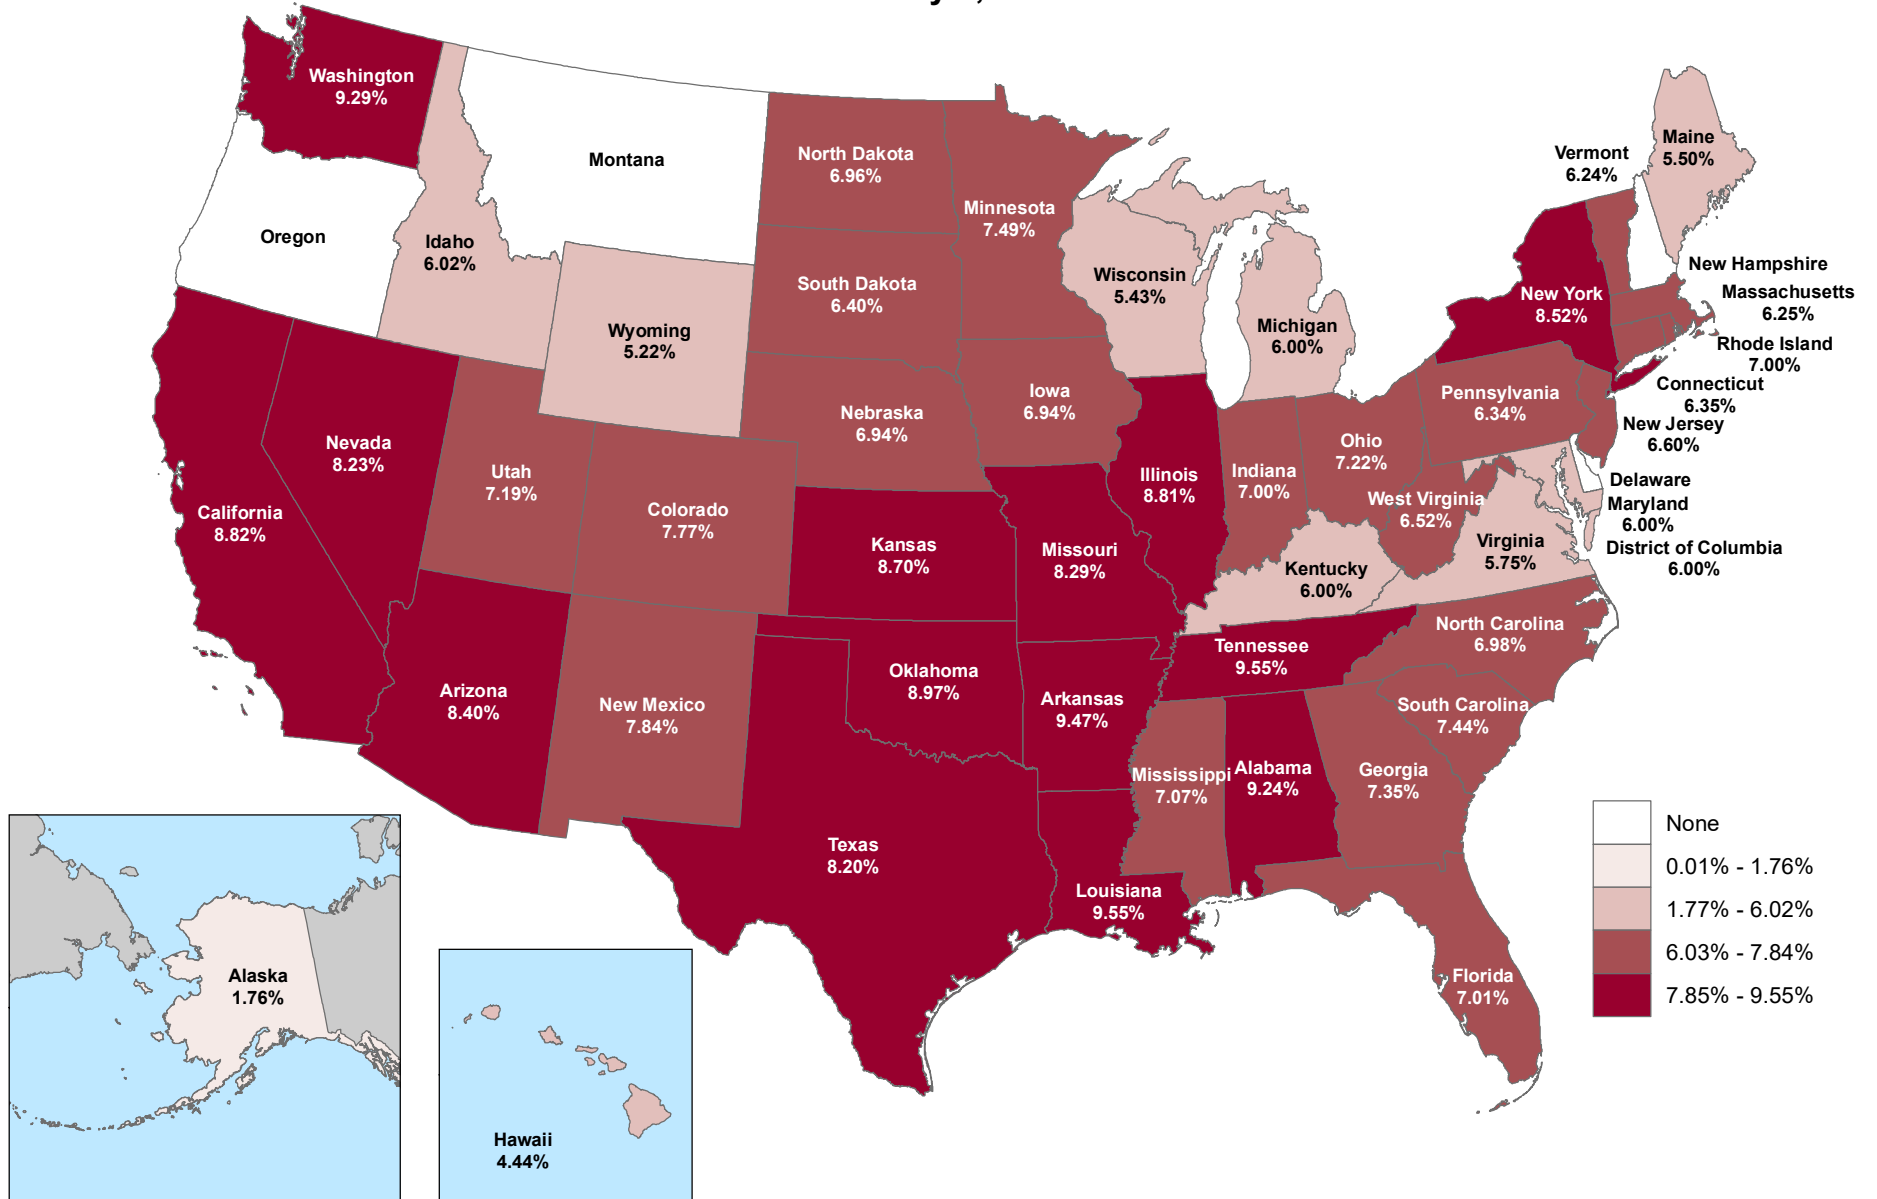 Washington
9.29%
Montana
North Dakota
6.96%
Minnesota
7.49%
Vermont
6.24%
Maine
5.50%
Oregon
Idaho
6.02%
Wyoming
5.22%
South Dakota
6.40%
Wisconsin
5.43%
Michigan
6.00%
New York
8.52%
New Hampshire
Massachusetts
6.25%
Rhode Island
7.00%
Connecticut
6.35%
New Jersey
6.60%
Pennsylvania
6.34%
Nevada
8.23%
Utah
7.19%
Nebraska
6.94%
Iowa
6.94%
Illinois
8.81%
Indiana
7.00%
Ohio
7.22%
West Virginia
6.52%
Delaware
Maryland
6.00%
District of Columbia
6.00%
California
8.82%
Colorado
7.77%
Kansas
8.70%
Missouri
8.29%
Kentucky
6.00%
Virginia
5.75%
Tennessee
9.55%
North Carolina
6.98%
Arizona
8.40%
New Mexico
7.84%
Oklahoma
8.97%
Arkansas
9.47%
South Carolina
7.44%
Mississippi
7.07%
Alabama
9.24%
Georgia
7.35%
Texas
8.20%
Louisiana
9.55%
Florida
7.01%
Alaska
1.76%
Hawaii
4.44%
None
0.01% - 1.76%
1.77% - 6.02%
6.03% - 7.84%
7.85% - 9.55%